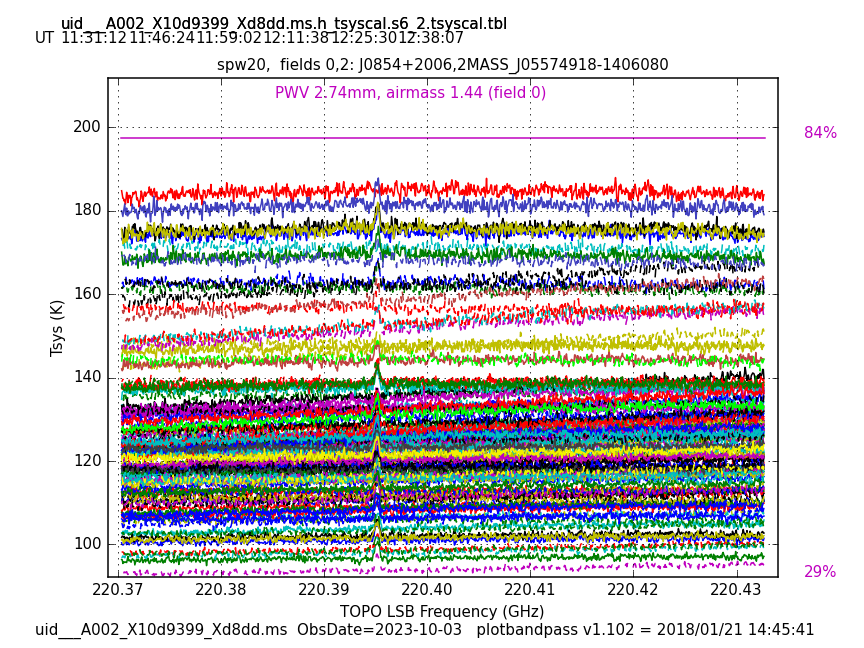 uid___A002_X10d9399_Xd8dd.ms.h_tsyscal.s6_2.tsyscal.tbl
UT 11:31:12 11:46:24 11:59:02 12:11:38 12:25:30 12:38:07
spw20,  fields 0,2: J0854+2006,2MASS_J05574918-1406080
PWV 2.74mm, airmass 1.44 (field 0)
84%
200
180
160
140
120
100
Tsys (K)
29%
220.37 220.38 220.39 220.40 220.41 220.42 220.43
TOPO LSB Frequency (GHz)
uid___A002_X10d9399_Xd8dd.ms  ObsDate=2023-10-03   plotbandpass v1.102 = 2018/01/21 14:45:41